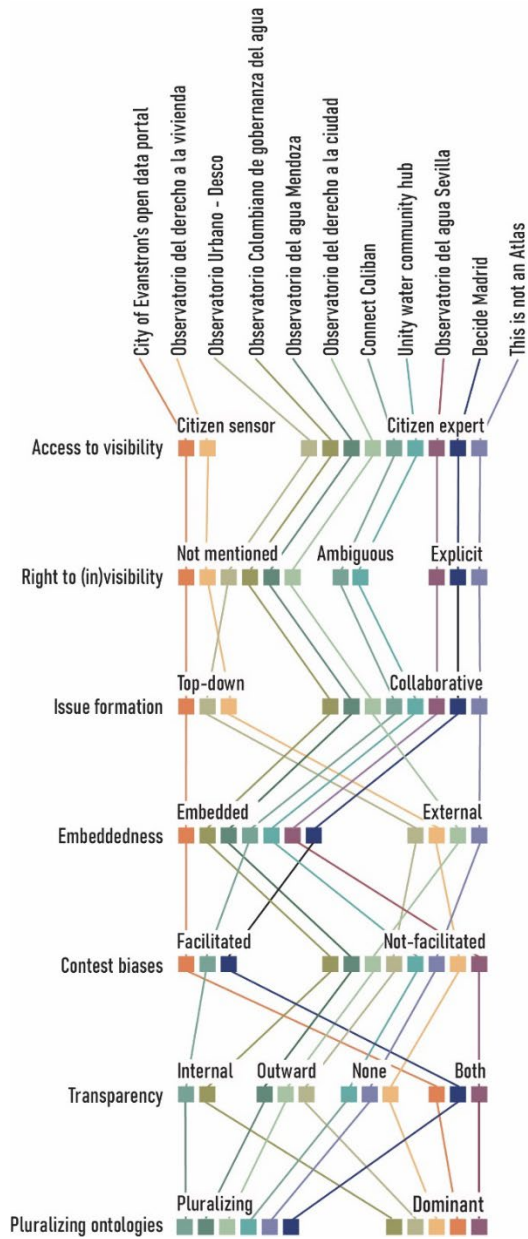 City of Evanstron's open data portal
Observatorio del derecho a la vivienda
Observatorio Urbano - Desco
Observatorio Colombiano de gobernanza del agua
Observatorio del agua Mendoza
Observatorio del derecho a la ciudad
Connect Coliban
Unity water community hub
Observatorio del agua Sevilla
Decide Madrid
This is not an Atlas
Citizen sensor Citizen expert
Access to visibility
Not mentioned Ambiguous Explicit
Right to (in)visibility
Top-down Collaborative
Issue formation
Embedded External
Embeddedness
Facilitated Not-facilitated
Contest biases
Internal Outward None Both
Transparency
Pluralizing Dominant
Pluralizing ontologies